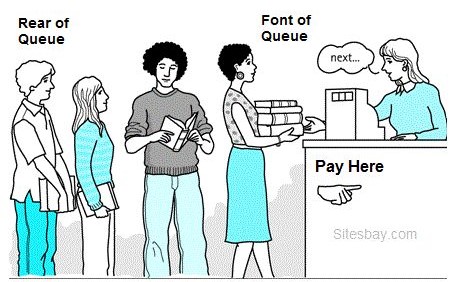 Rear of
Queue
Font of
Queue
next...
Pay Here
Sitesbay.com